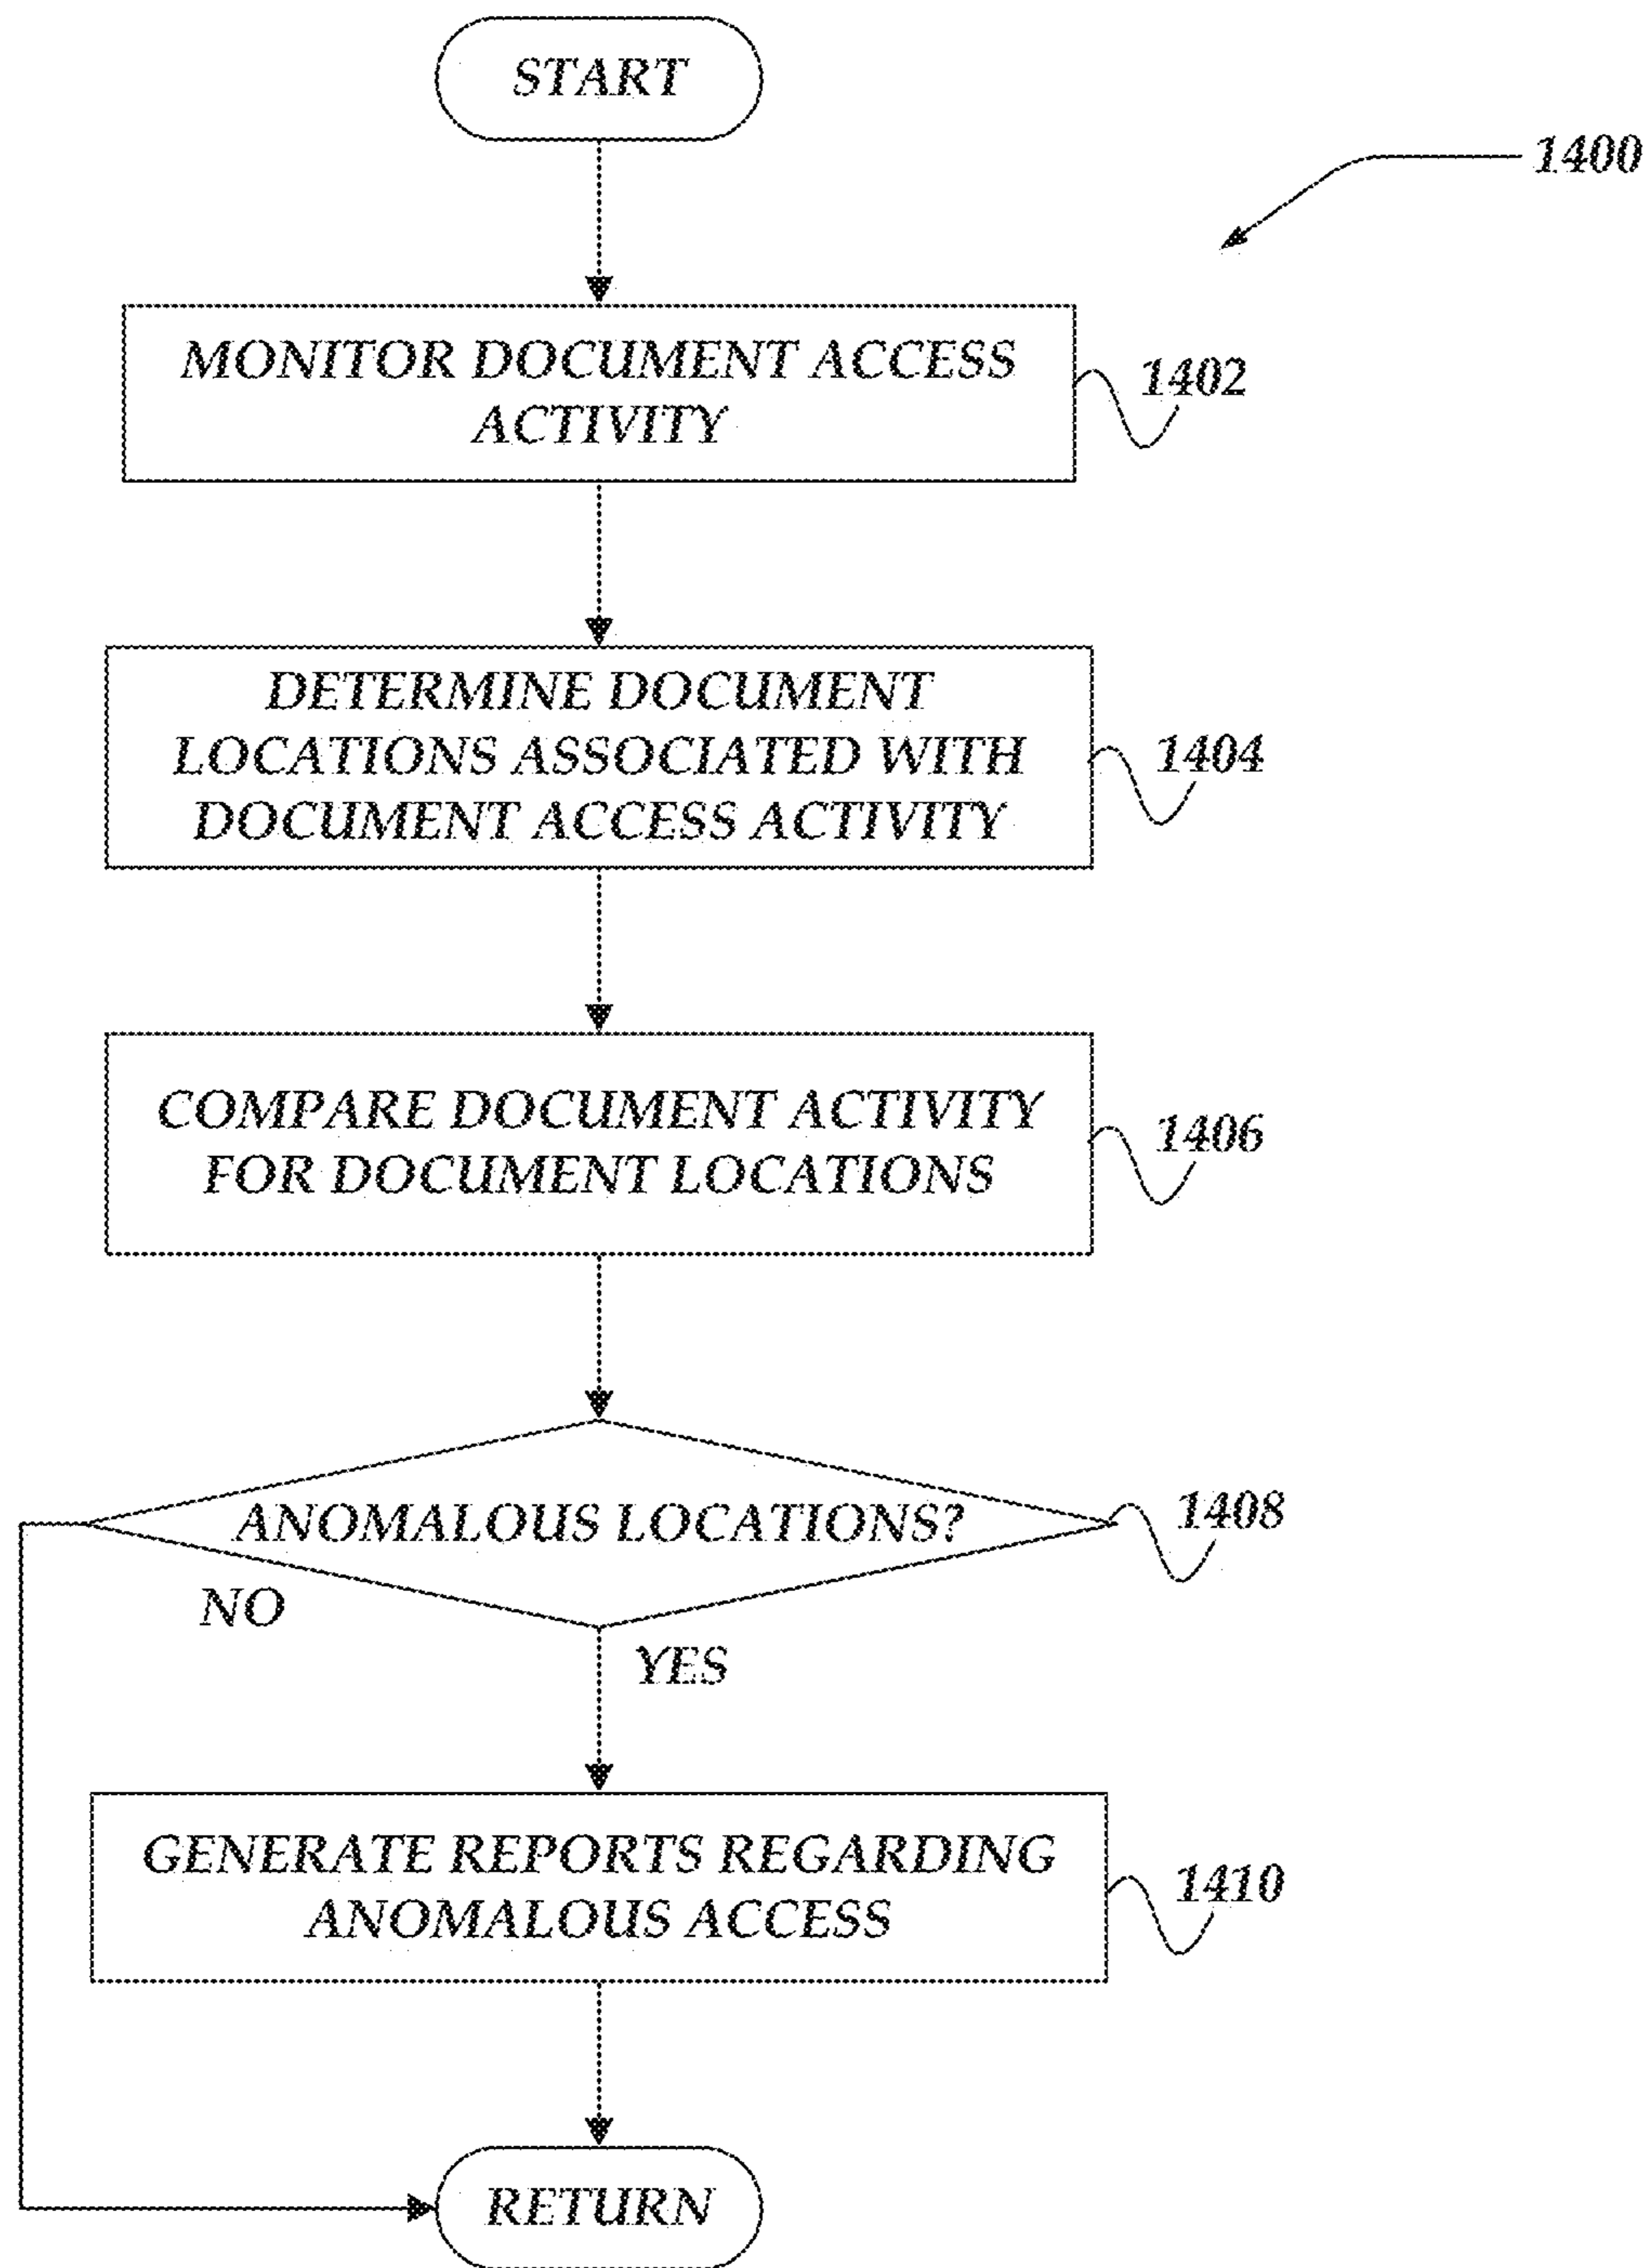 START
1400
MONITOR DOCUMENT ACCESS
ACTIVITY
1402
DETERMINE DOCUMENT
LOCATIONS ASSOCIATED WITH
DOCUMENT ACCESS ACTIVITY
1404
COMPARE DOCUMENT ACTIVITY
FOR DOCUMENT LOCATIONS
1406
ANOMALOUS LOCATIONS?
1408
NO
YES
GENERATE REPORTS REGARDING
ANOMALOUS ACCESS
1410
RETURN